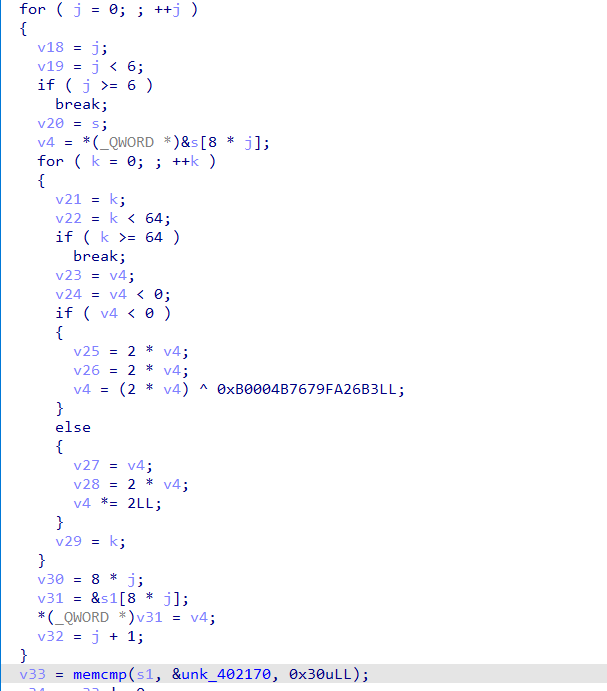 for ( j = 0; ; ++j )
{
v18 = j;
v19 = j < 6;
if ( j >= 6 )
break;
v20 = s;
v4 = *(_QWORD *)&s[8 * j];
for ( k = 0; ; ++k )
{
v21 = k;
v22 = k < 64;
if ( k >= 64 )
break;
v23 = v4;
v24 = v4 < 0;
if ( v4 < 0 )
{
v25 = 2 * v4;
v26 = 2 * v4;
v4 = (2 * v4) ^ 0xB0004B7679FA26B3LL;
}
else
{
v27 = v4;
v28 = 2 * v4;
v4 *= 2LL;
}
v29 = k;
}
v30 = 8 * j;
v31 = &s1[8 * j];
*(_QWORD *)v31 = v4;
v32 = j + 1;
}
v33 = memcmp(s1, &unk_402170, 0x30uLL);